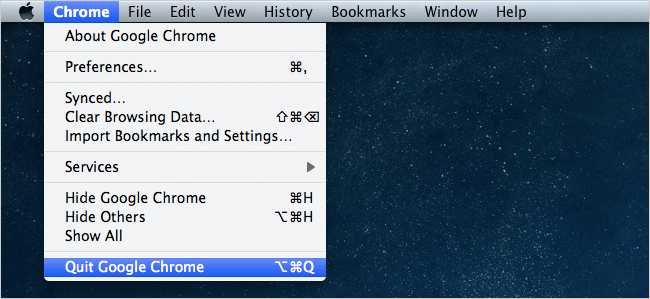 Chrome File Edit View History Bookmarks Window Help
About Google Chrome
Preferences... ⌘,
Synced...
Clear Browsing Data... ⇧⌘⌫
Import Bookmarks and Settings...
Services ▶
Hide Google Chrome ⌘H
Hide Others ⌥⌘H
Show All
Quit Google Chrome ⌥⌘Q